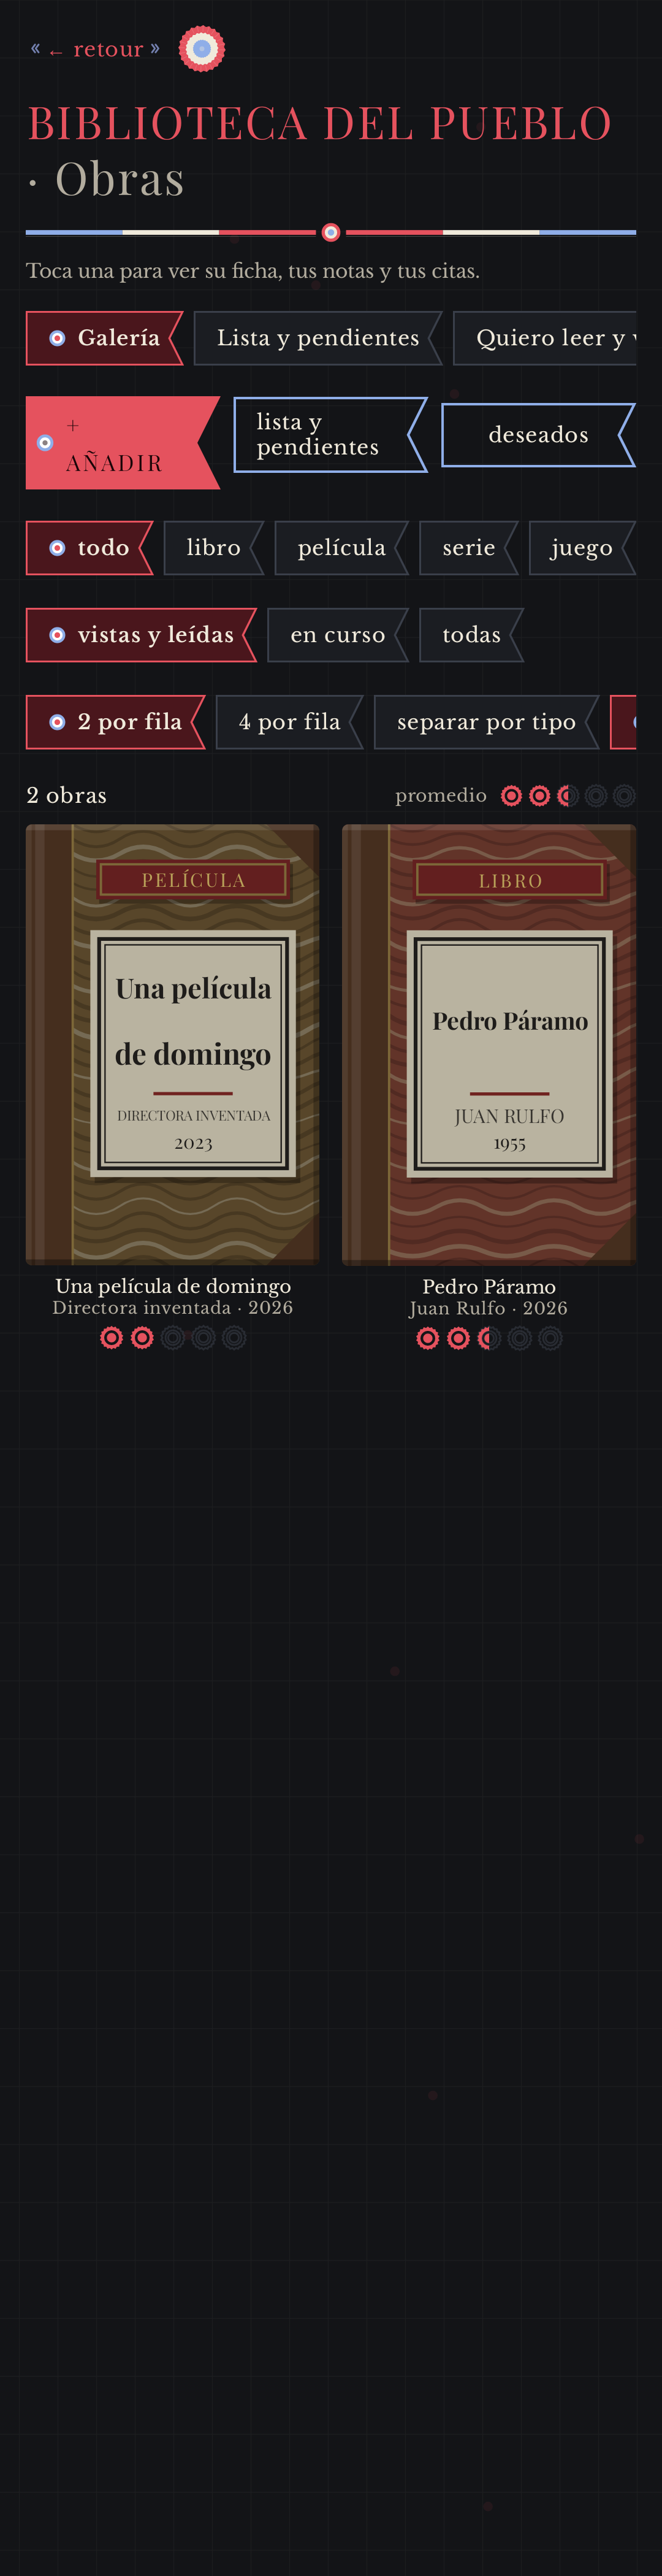 « ← retour »
BIBLIOTECA DEL PUEBLO
· Obras
Toca una para ver su ficha, tus notas y tus citas.
Galería Lista y pendientes Quiero leer y
+ AÑADIR lista y pendientes deseados
todo libro película serie juego
vistas y leídas en curso todas
2 por fila 4 por fila separar por tipo
2 obras promedio
PELÍCULA
Una película
de domingo
DIRECTORA INVENTADA
2023
Una película de domingo
Directora inventada · 2026
LIBRO
Pedro Páramo
JUAN RULFO
1955
Pedro Páramo
Juan Rulfo · 2026